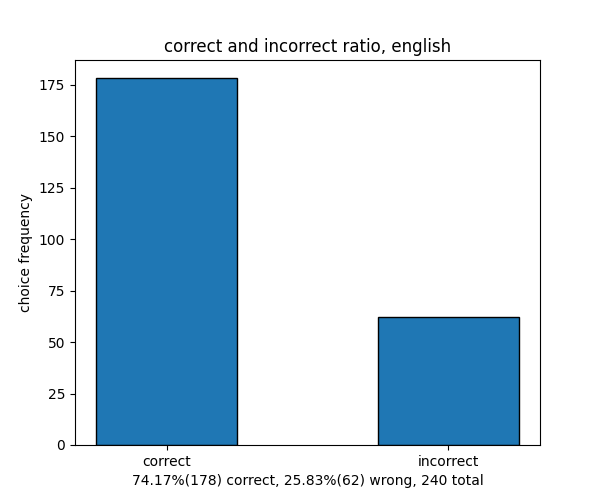 correct and incorrect ratio, english
choice frequency
175
150
125
100
75
50
25
0
correct incorrect
74.17%(178) correct, 25.83%(62) wrong, 240 total